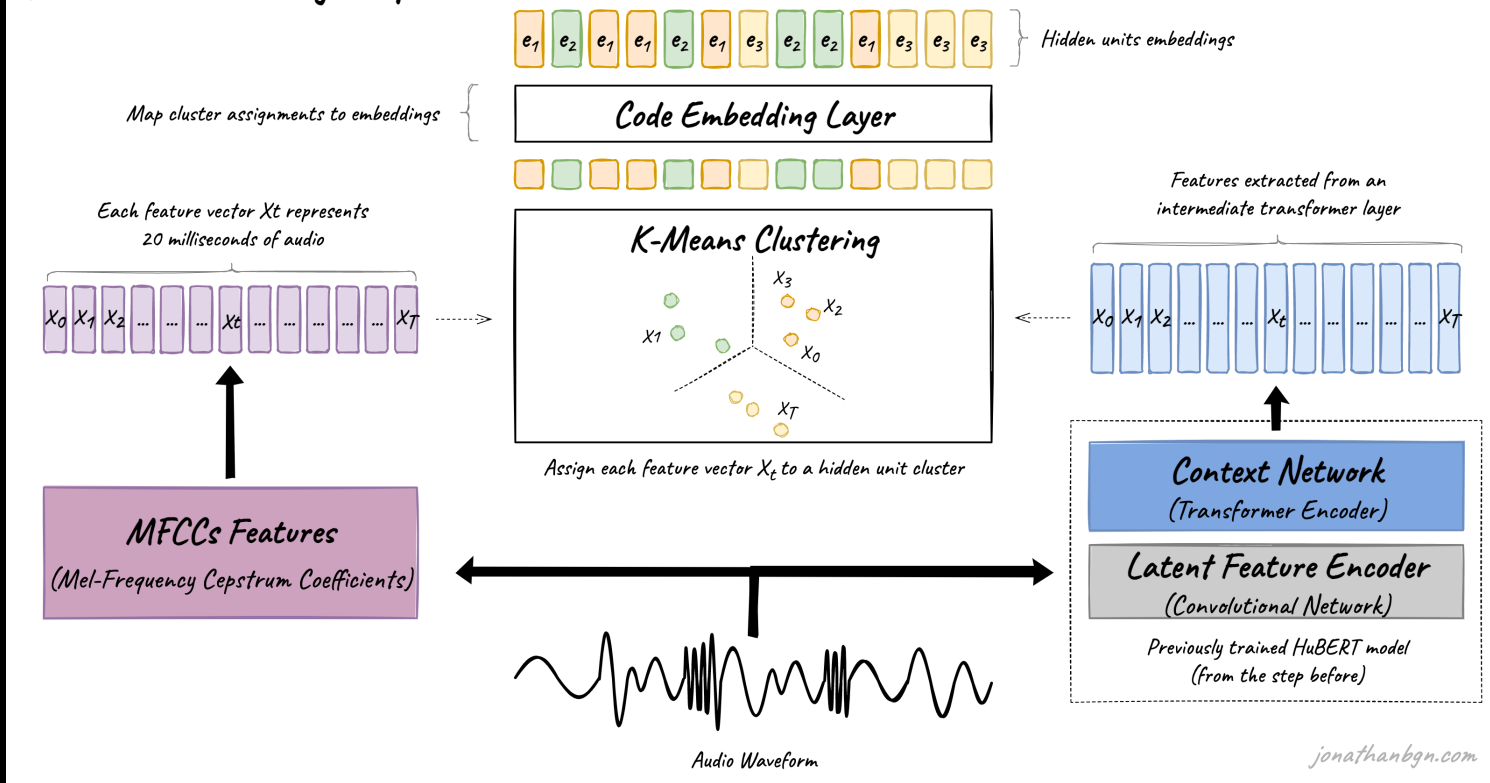 e1 e2 e1 e1 e2 e1 e3 e2 e2 e1 e3 e3 e3
Hidden units embeddings
Map cluster assignments to embeddings
Code Embedding Layer
Each feature vector Xt represents
20 milliseconds of audio
Features extracted from an
intermediate transformer layer
K-Means Clustering
X3
X2
X1
X0
XT
X0 X1 X2 ... ... ... Xt ... ... ... ... ... XT
X0 X1 X2 ... ... ... Xt ... ... ... ... ... XT
Assign each feature vector Xt to a hidden unit cluster
MFCCs Features
(Mel-Frequency Cepstrum Coefficients)
Context Network
(Transformer Encoder)
Latent Feature Encoder
(Convolutional Network)
Previously trained HuBERT model
(from the step before)
Audio Waveform
jonathanbgn.com